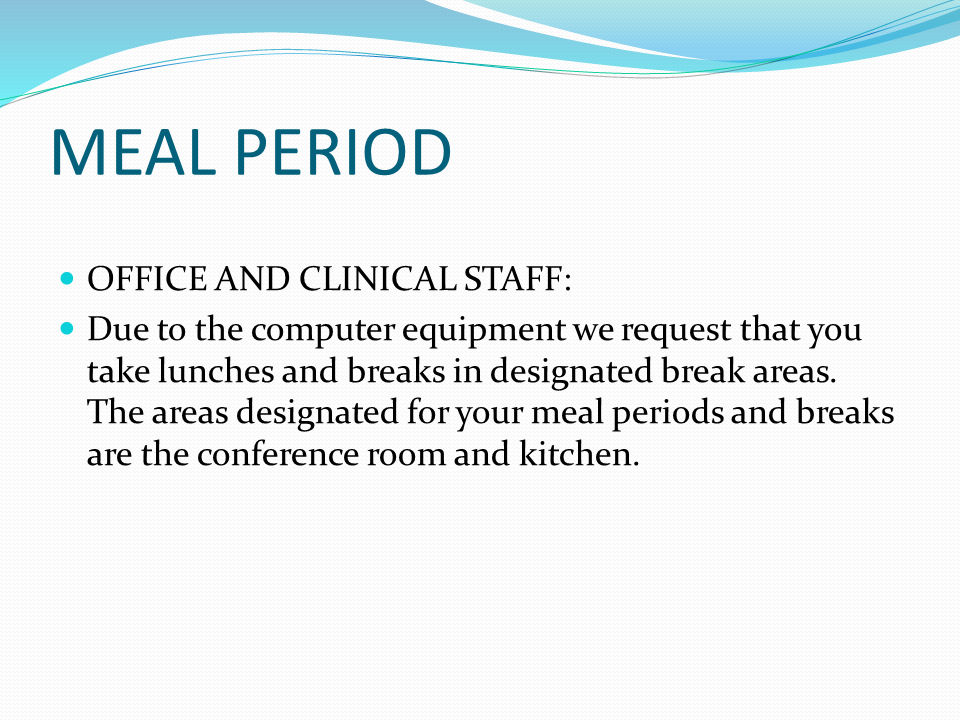 MEAL PERIOD
OFFICE AND CLINICAL STAFF:
Due to the computer equipment we request that you
take lunches and breaks in designated break areas.
The areas designated for your meal periods and breaks
are the conference room and kitchen.